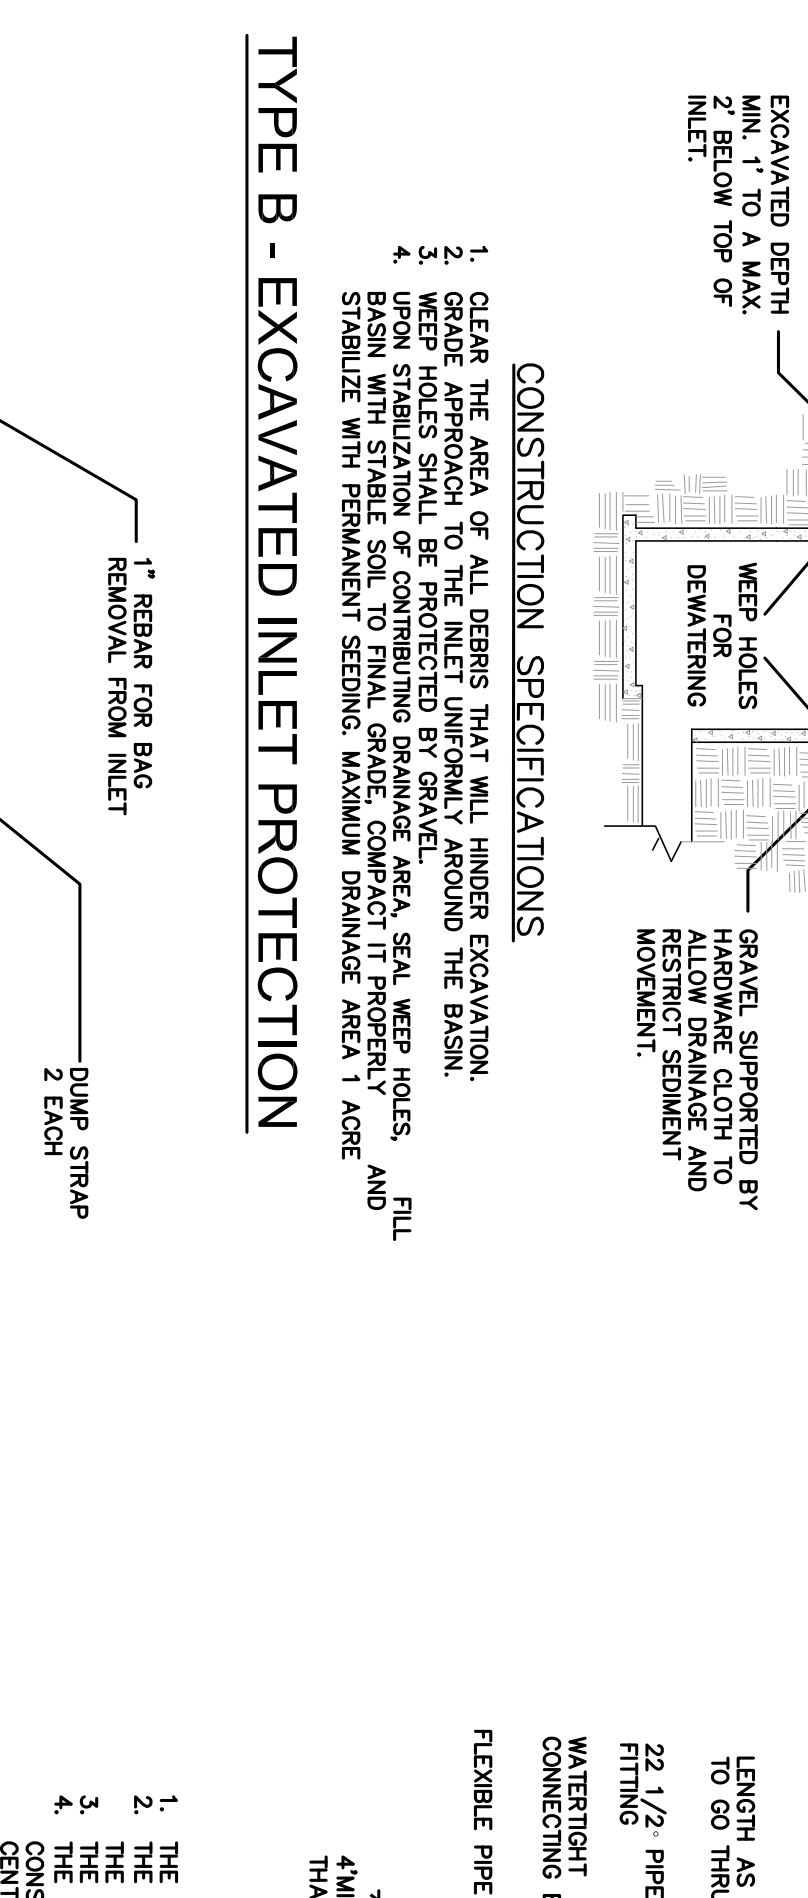 EXCAVATED DEPTH
MIN. 1' TO A MAX.
2' BELOW TOP OF
INLET.
WEEP HOLES
FOR
DEWATERING
GRAVEL SUPPORTED BY
HARDWARE CLOTH TO
ALLOW DRAINAGE AND
RESTRICT SEDIMENT
MOVEMENT.
CONSTRUCTION SPECIFICATIONS
1. CLEAR THE AREA OF ALL DEBRIS THAT WILL HINDER EXCAVATION.
2. GRADE APPROACH TO THE INLET UNIFORMLY AROUND THE BASIN.
3. WEEP HOLES SHALL BE PROTECTED BY GRAVEL.
4. UPON STABILIZATION OF CONTRIBUTING DRAINAGE AREA, SEAL WEEP HOLES, FILL
BASIN WITH STABLE SOIL TO FINAL GRADE, COMPACT IT PROPERLY AND
STABILIZE WITH PERMANENT SEEDING. MAXIMUM DRAINAGE AREA 1 ACRE
TYPE B - EXCAVATED INLET PROTECTION
1" REBAR FOR BAG
REMOVAL FROM INLET
DUMP STRAP
2 EACH
LENGTH AS
TO GO THRU
22 1/2° PIPE
FITTING
WATERTIGHT
CONNECTING
FLEXIBLE PIPE
1. THE
2. THE
THE
3. THE
4. THE